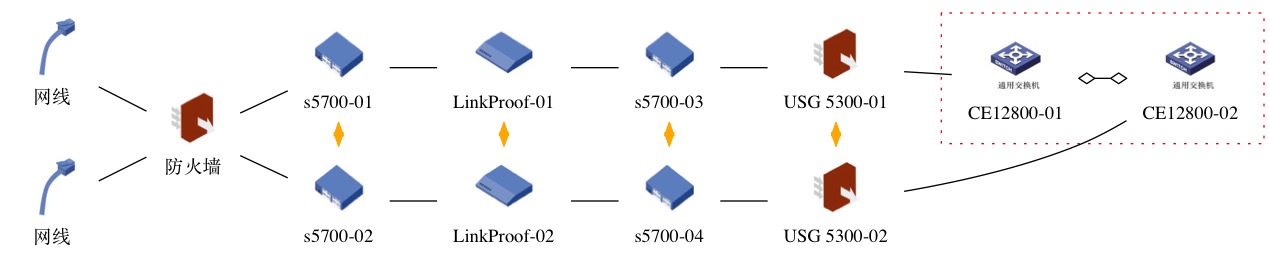 网线
防火墙
网线
s5700-01
LinkProof-01
s5700-03
USG 5300-01
SWITCH
通用交换机
CE12800-01
SWITCH
通用交换机
CE12800-02
s5700-02
LinkProof-02
s5700-04
USG 5300-02